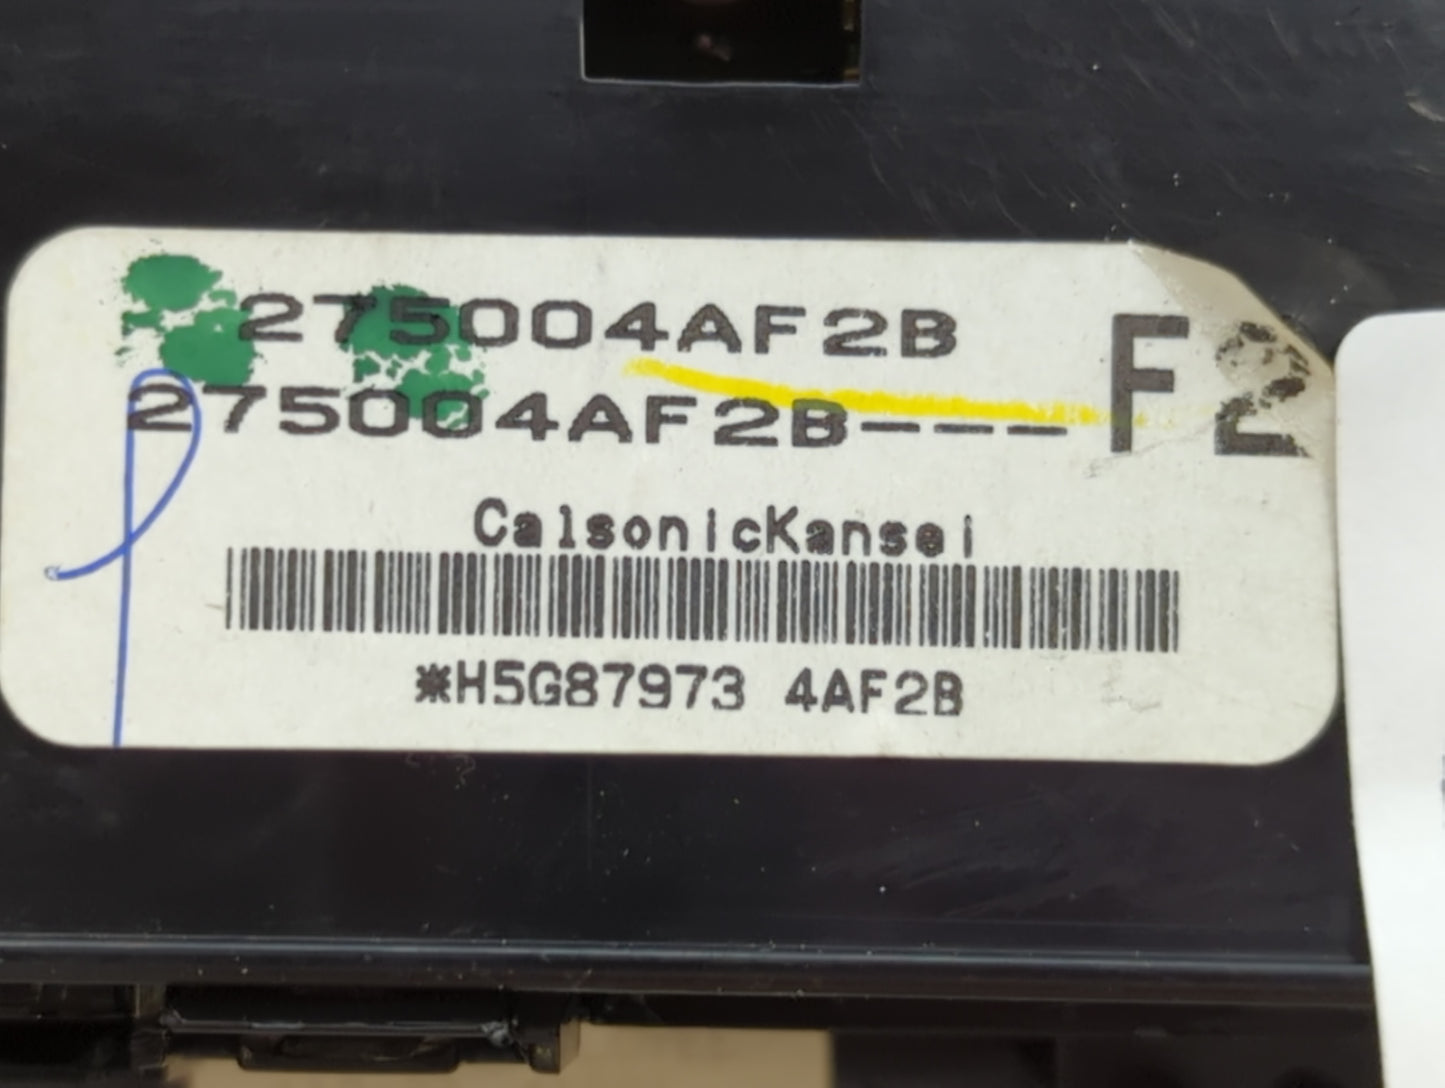 275004AF2B
275004AF2B--- F2
CalsonicKansei
*H5G87973 4AF2B